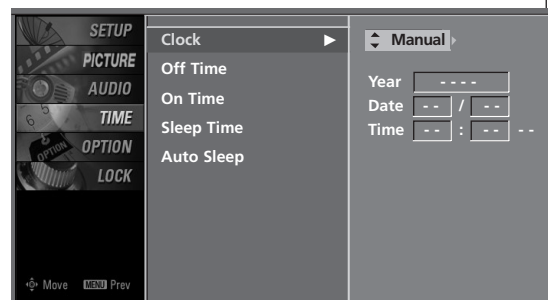 SETUP
PICTURE
AUDIO
TIME
OPTION
LOCK
Move MENU Prev
Clock ▶
Off Time
On Time
Sleep Time
Auto Sleep
Manual
Year - - - -
Date - - / - -
Time - - : - - - -